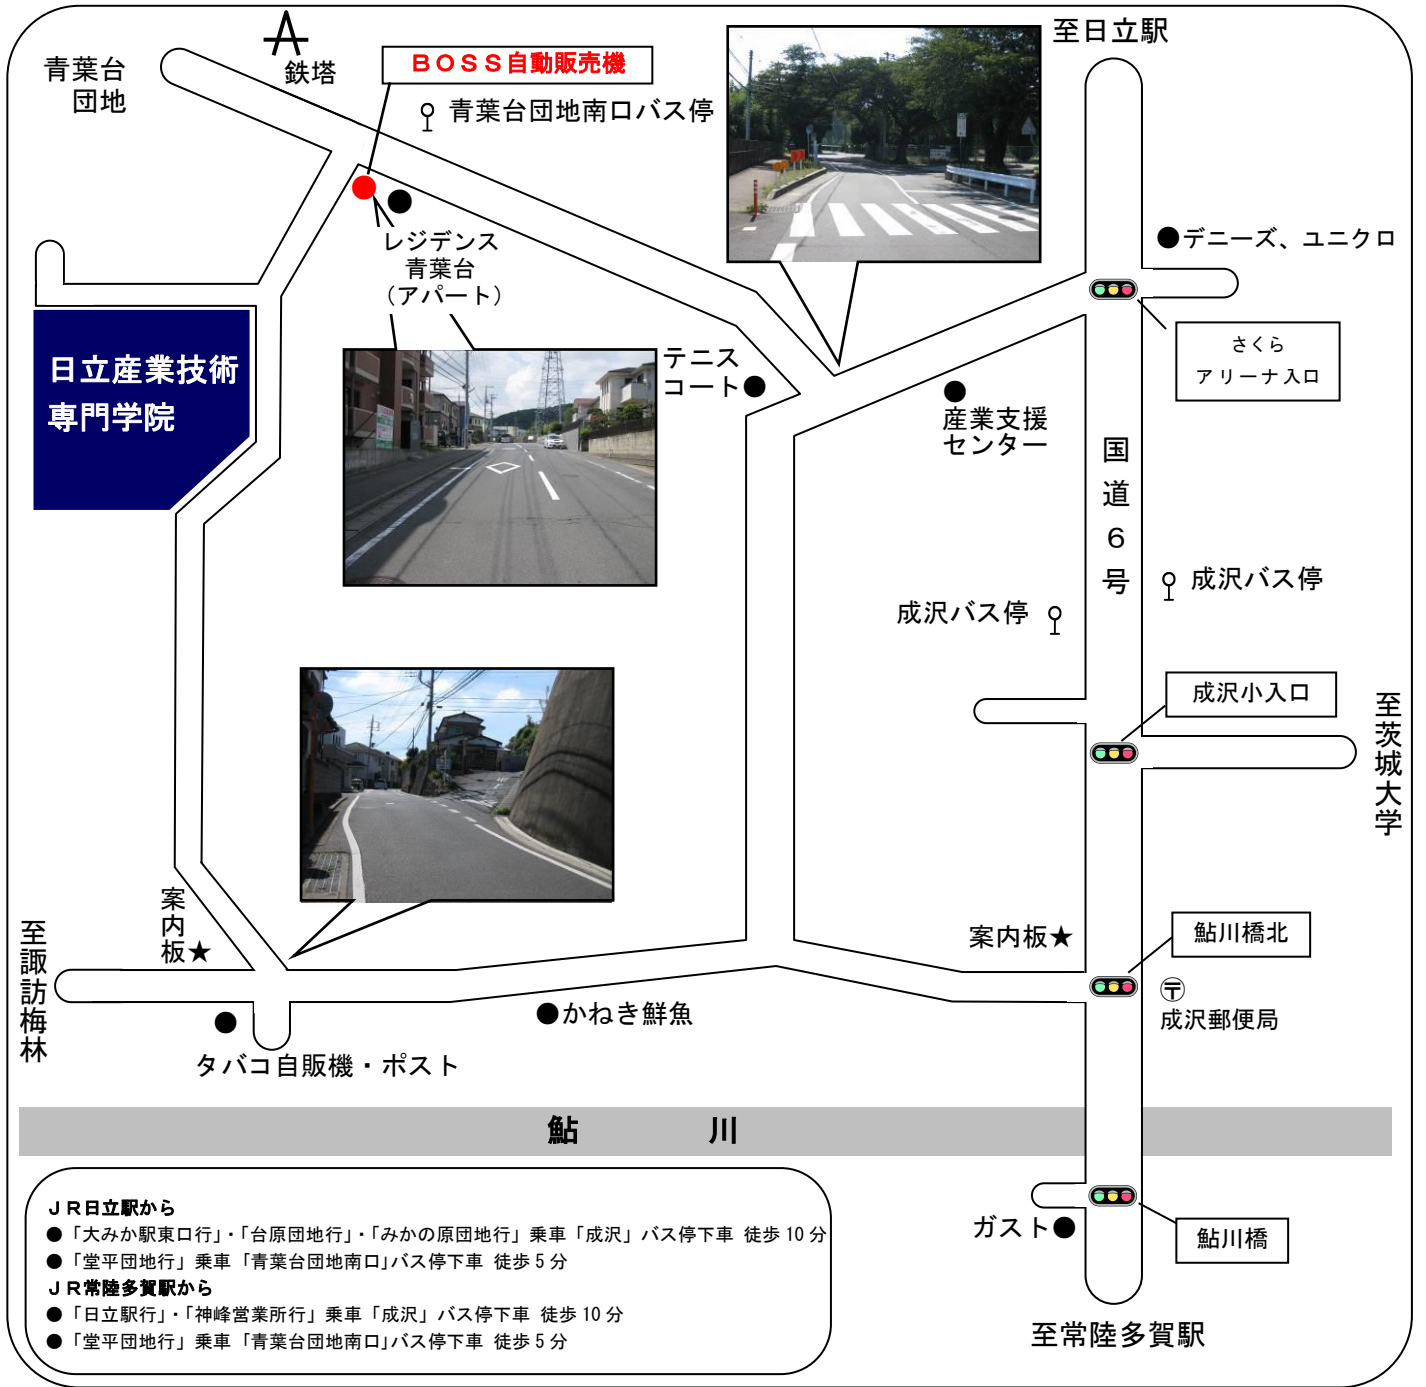 至日立駅
青葉台
団地
鉄塔
ＢＯＳＳ自動販売機
青葉台団地南口バス停
レジデンス
青葉台
（アパート）
●デニーズ、ユニクロ
さくら
アリーナ入口
日立産業技術
専門学院
テニス
コート●
産業支援
センター
国道６号
成沢バス停
成沢バス停
成沢小入口
至茨城大学
案内
板★
至諏訪梅林
案内板★
鮎川橋北
〒
成沢郵便局
●かねき鮮魚
タバコ自販機・ポスト
鮎川
ガスト●
鮎川橋
至常陸多賀駅
ＪＲ日立駅から
●「大みか駅東口行」・「台原団地行」・「みかの原団地行」乗車「成沢」バス停下車 徒歩10分
●「堂平団地行」乗車「青葉台団地南口」バス停下車 徒歩5分
ＪＲ常陸多賀駅から
●「日立駅行」・「神峰営業所行」乗車「成沢」バス停下車 徒歩10分
●「堂平団地行」乗車「青葉台団地南口」バス停下車 徒歩5分